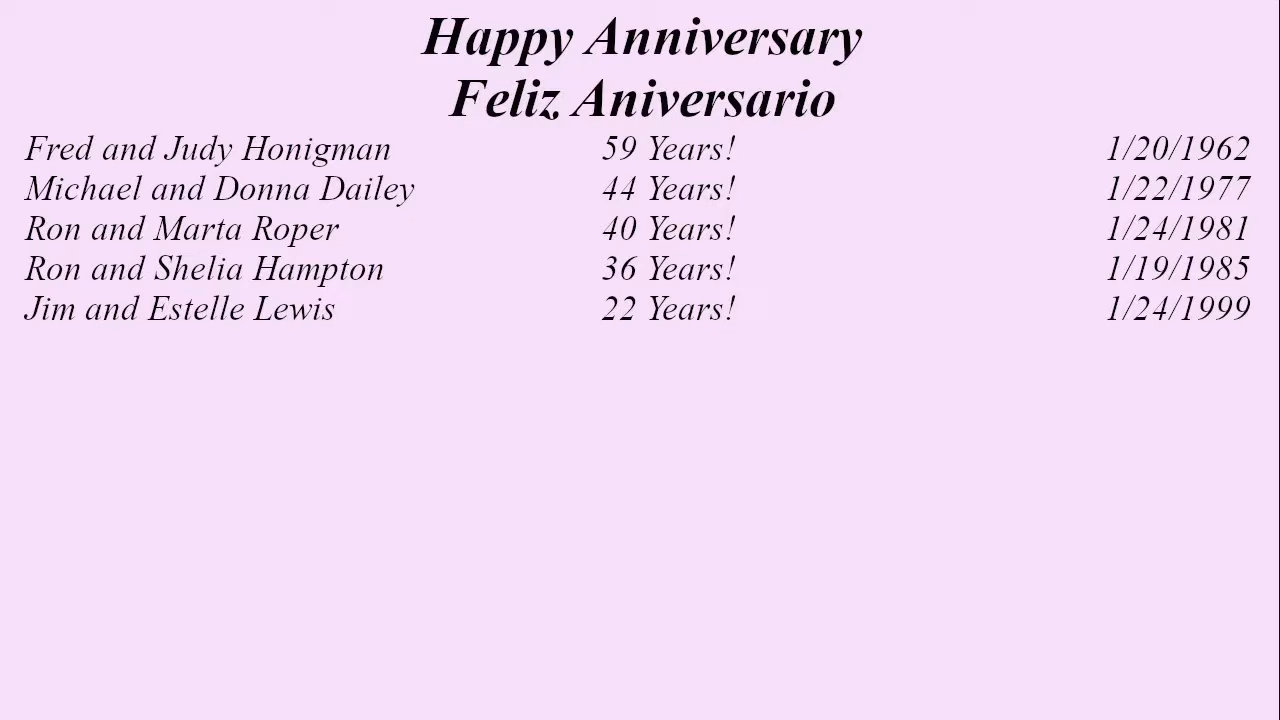 Happy Anniversary
Feliz Aniversario
Fred and Judy Honigman 59 Years! 1/20/1962
Michael and Donna Dailey 44 Years! 1/22/1977
Ron and Marta Roper 40 Years! 1/24/1981
Ron and Shelia Hampton 36 Years! 1/19/1985
Jim and Estelle Lewis 22 Years! 1/24/1999